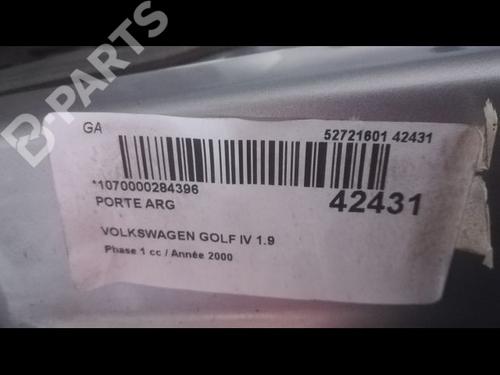 B-PARTS
GA
52721601 42431
*1070000284396
42431
PORTE ARG
VOLKSWAGEN GOLF IV 1.9
Phase 1 cc / Année 2000